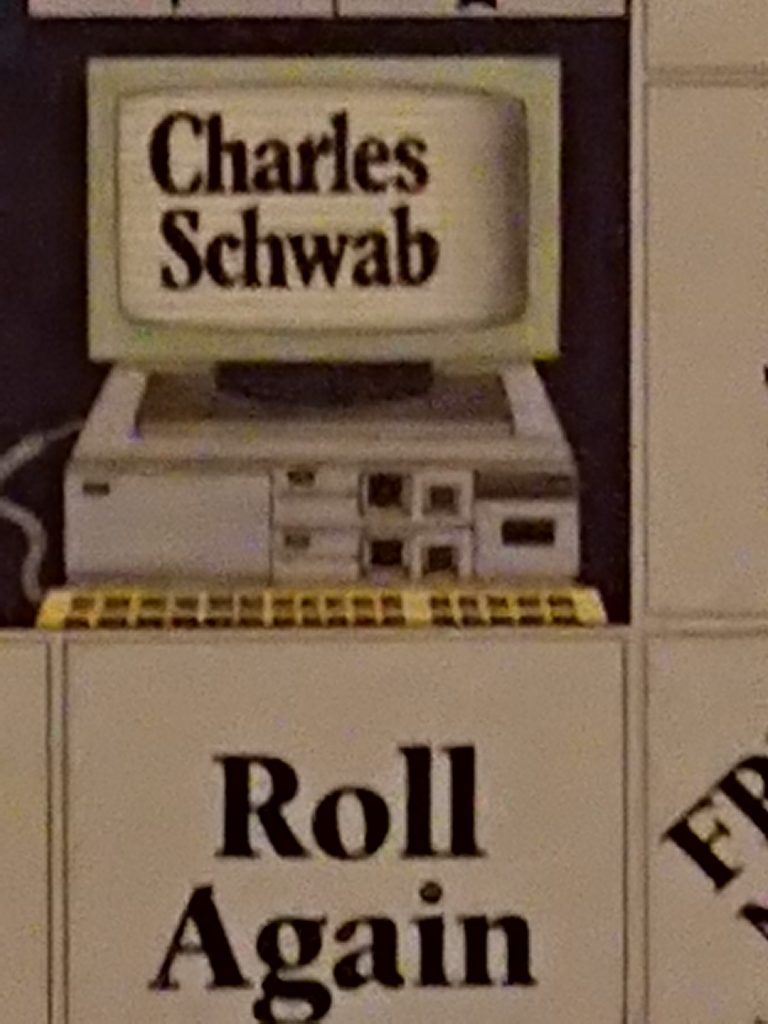 Charles
Schwab
Roll
Again